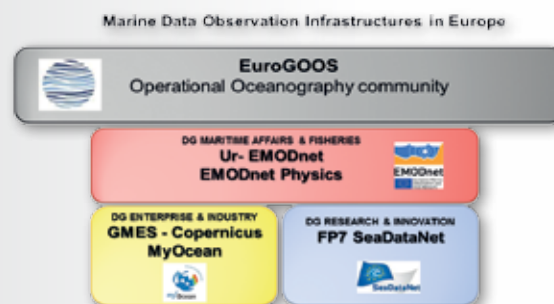 Marine Data Observation Infrastructures in Europe
EuroGOOS
Operational Oceanography community
DG MARITIME AFFAIRS & FISHERIES
Ur- EMODnet
EMODnet Physics
EMODnet
DG ENTERPRISE & INDUSTRY
GMES - Copernicus
MyOcean
myOcean
DG RESEARCH & INNOVATION
FP7 SeaDataNet
SeaDataNet